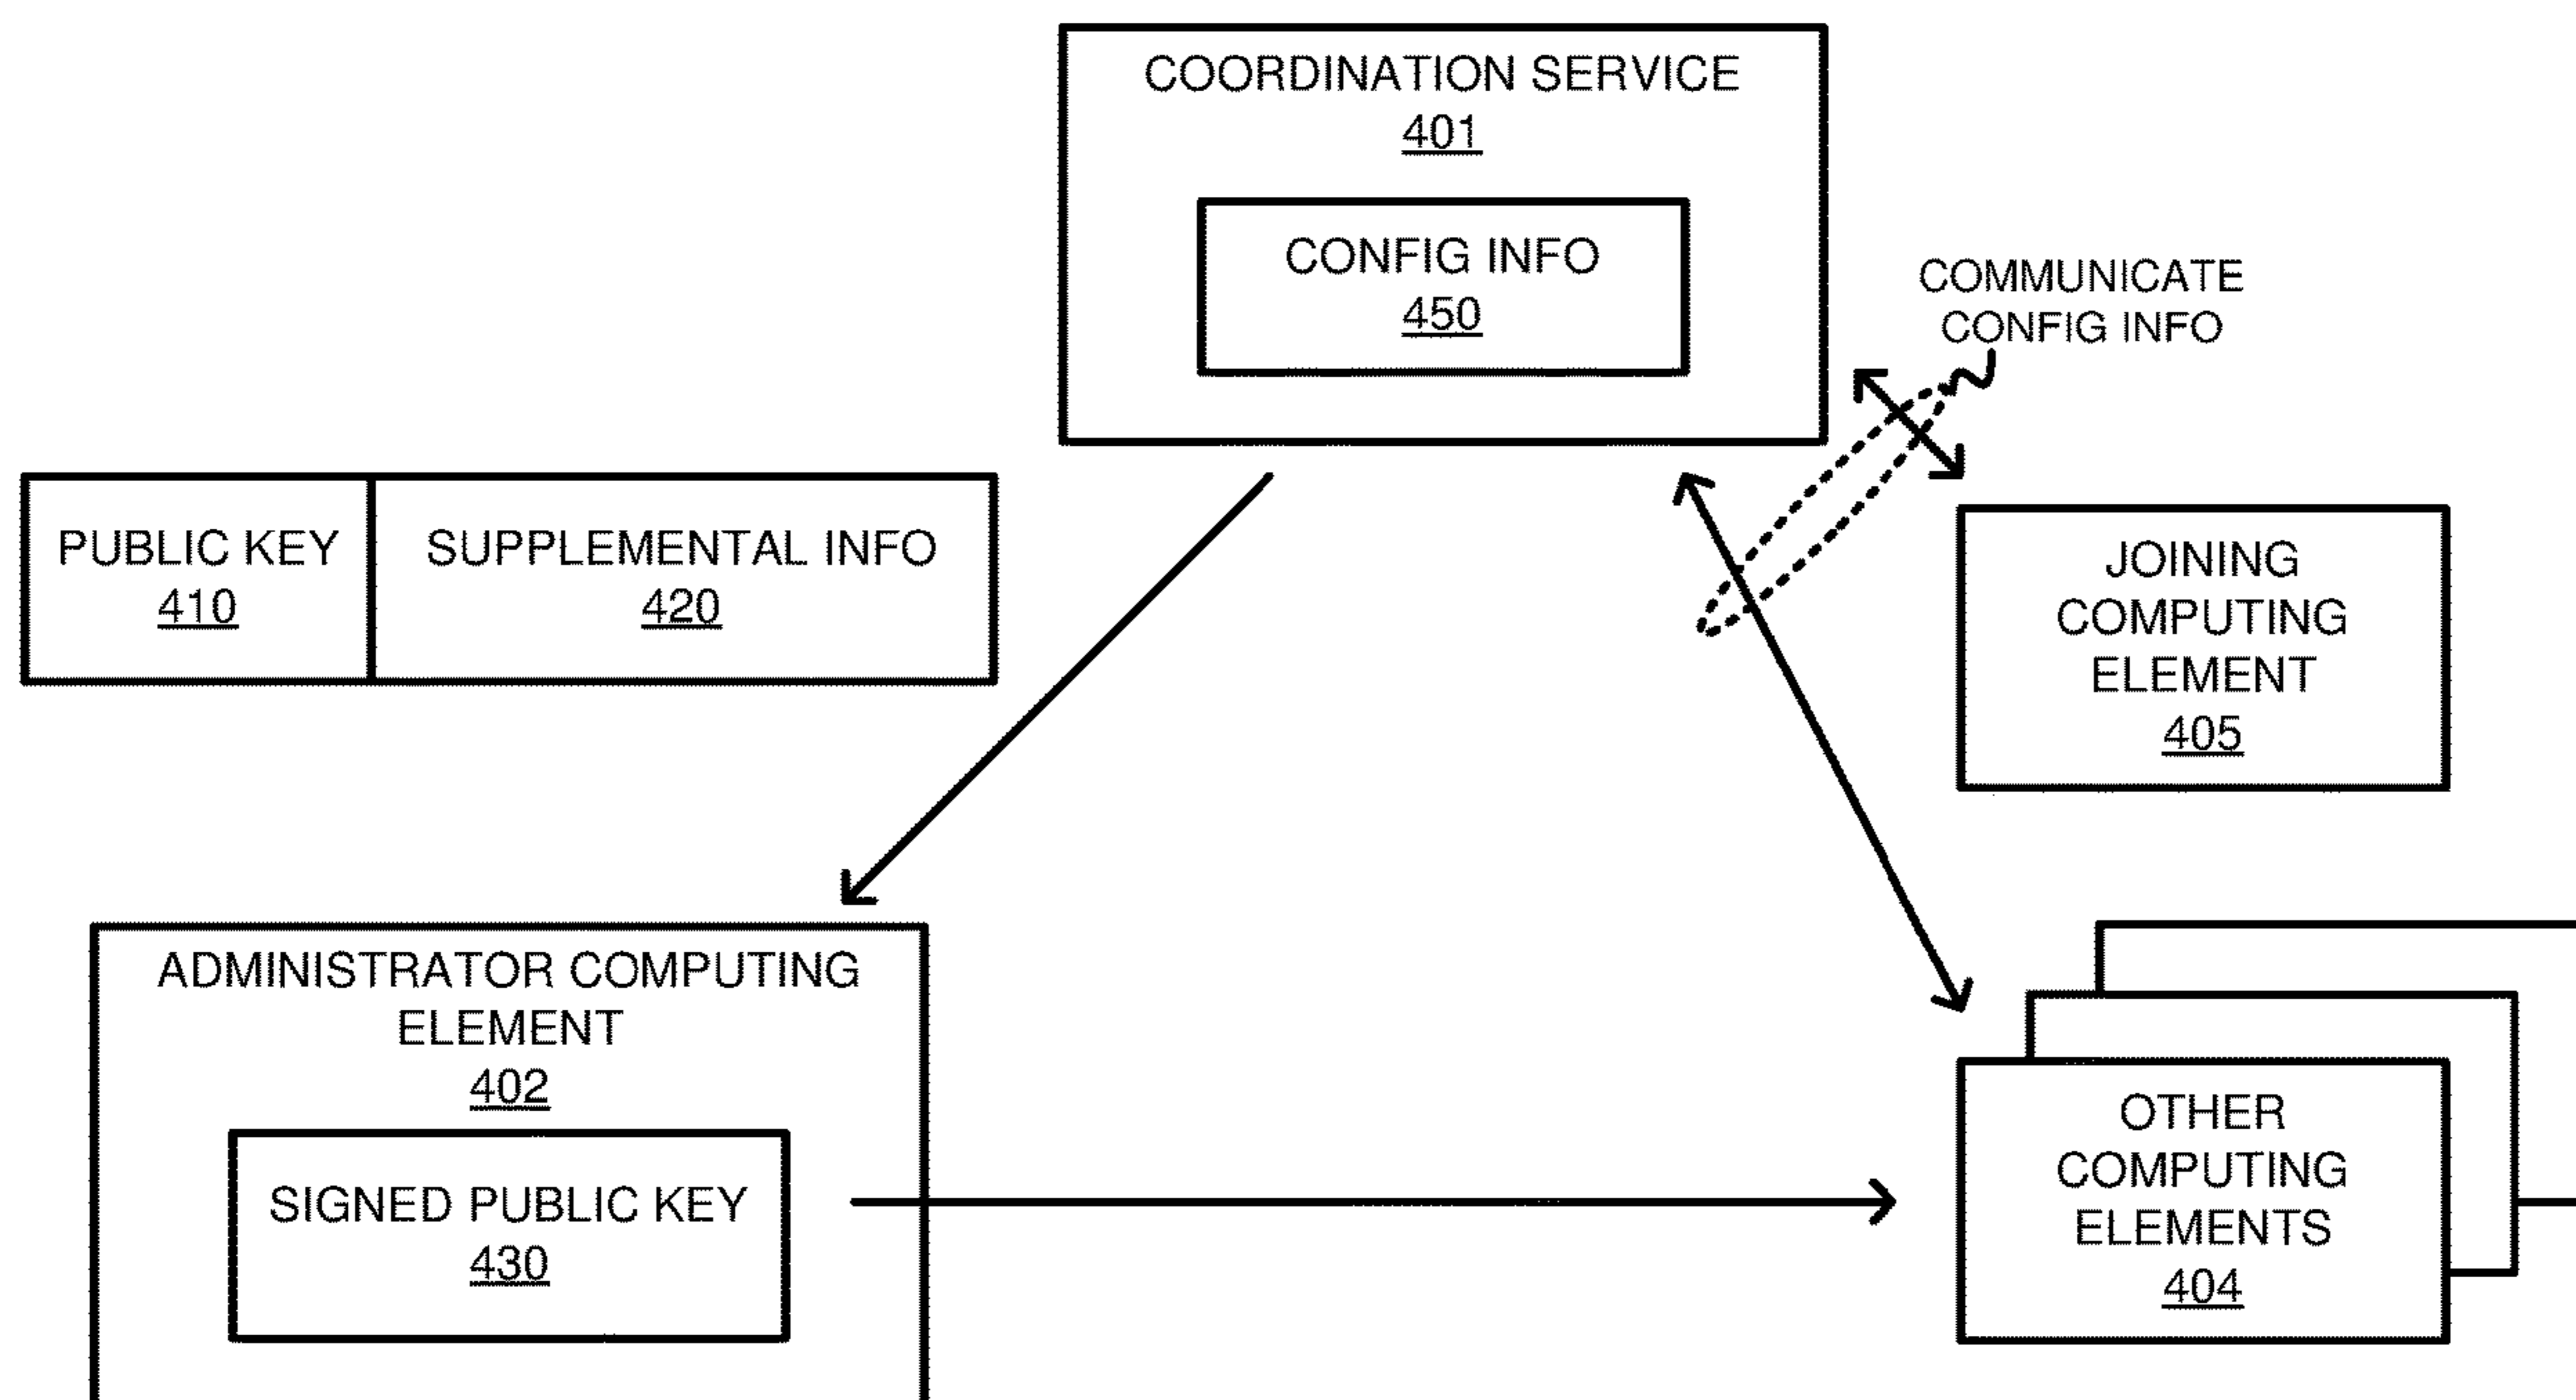 COORDINATION SERVICE
401
CONFIG INFO
450
COMMUNICATE
CONFIG INFO
PUBLIC KEY
410
SUPPLEMENTAL INFO
420
JOINING
COMPUTING
ELEMENT
405
ADMINISTRATOR COMPUTING
ELEMENT
402
SIGNED PUBLIC KEY
430
OTHER
COMPUTING
ELEMENTS
404